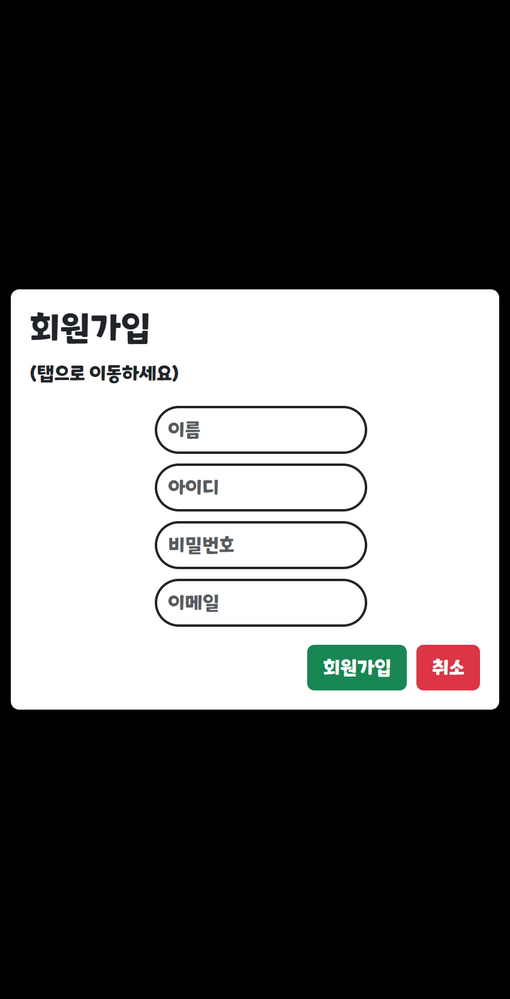 회원가입
(탭으로 이동하세요)
이름
아이디
비밀번호
이메일
회원가입 취소